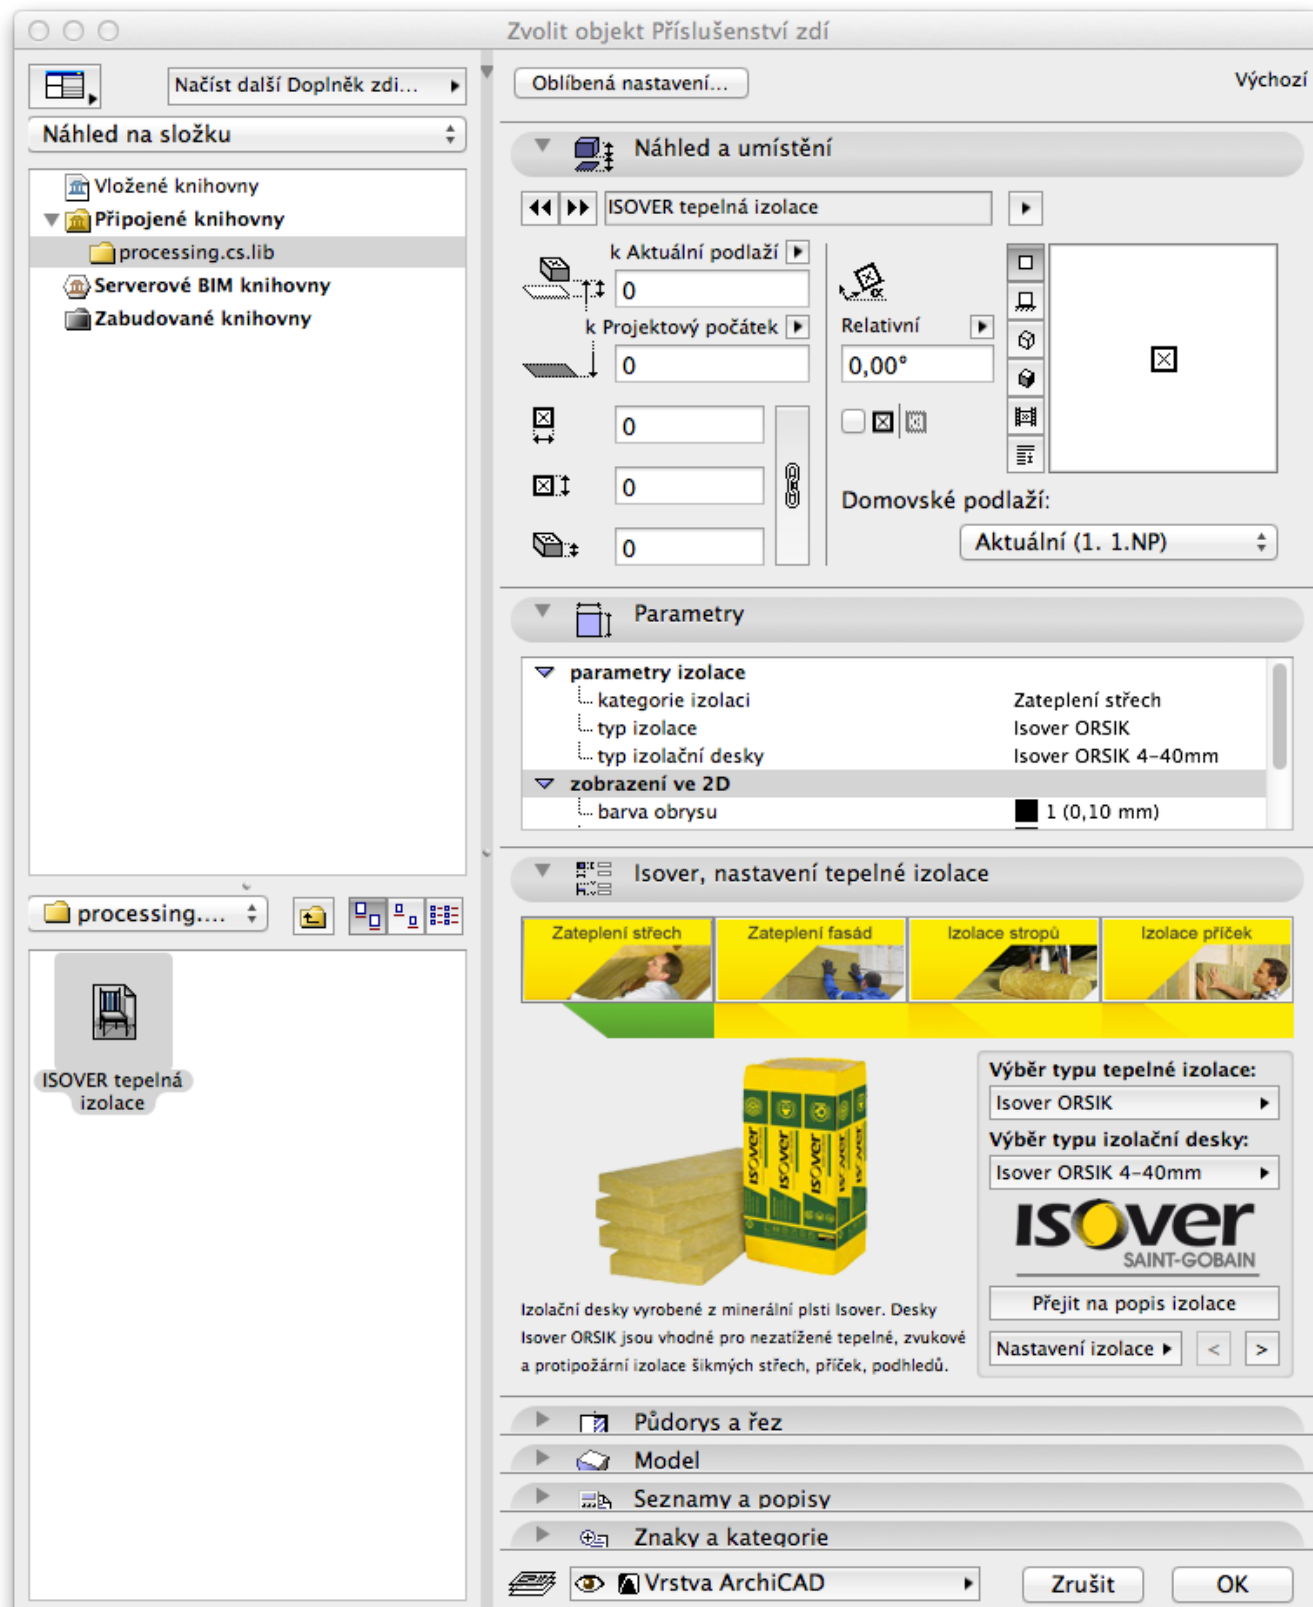 Zvolit objekt Příslušenství zdí
Načíst další Doplněk zdi...
Náhled na složku
Vložené knihovny
Připojené knihovny
processing.cs.lib
Serverové BIM knihovny
Zabudované knihovny
processing....
ISOVER tepelná
izolace
Oblíbená nastavení...
Výchozí
Náhled a umístění
ISOVER tepelná izolace
k Aktuální podlaží
0
k Projektový počátek
0
0
0
0
Relativní
0,00°
Domovské podlaží:
Aktuální (1. 1.NP)
Parametry
parametry izolace
kategorie izolaci Zateplení střech
typ izolace Isover ORSIK
typ izolační desky Isover ORSIK 4-40mm
zobrazení ve 2D
barva obrysu 1 (0,10 mm)
Isover, nastavení tepelné izolace
Zateplení střech Zateplení fasád Izolace stropů Izolace příček
Výběr typu tepelné izolace:
Isover ORSIK
Výběr typu izolační desky:
Isover ORSIK 4-40mm
isover
SAINT-GOBAIN
Přejit na popis izolace
Nastavení izolace < >
isover isover isover isover
Izolační desky vyrobené z minerální plsti Isover. Desky
Isover ORSIK jsou vhodné pro nezatížené tepelné, zvukové
a protipožární izolace šikmých střech, příček, podhledů.
Půdorys a řez
Model
Seznamy a popisy
Znaky a kategorie
Vrstva ArchiCAD
Zrušit
OK